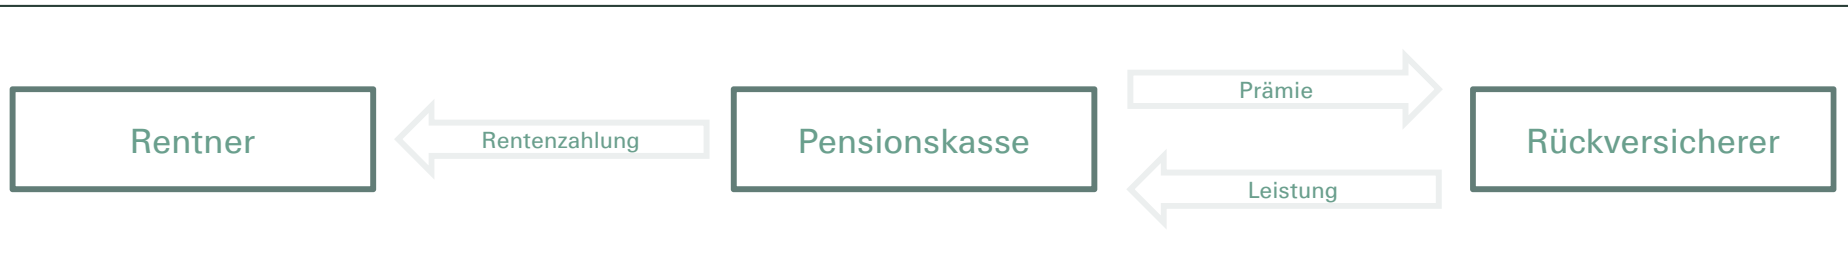 Rentner
Rentenzahlung
Pensionskasse
Prämie
Leistung
Rückversicherer